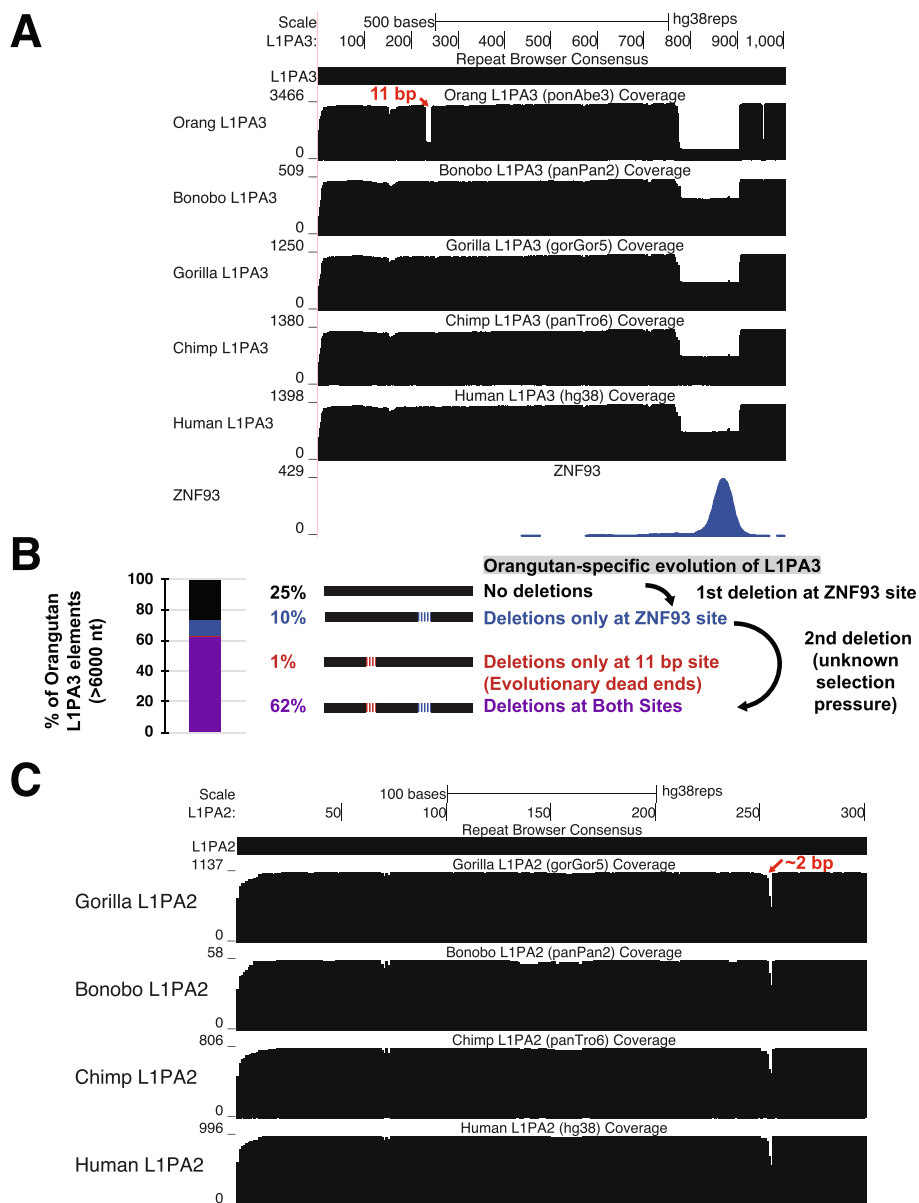 A
Scale 500 bases hg38reps
L1PA3: 100 200 300 400 500 600 700 800 900 1,000
Repeat Browser Consensus
L1PA3
3466 11 bp Orang L1PA3 (ponAbe3) Coverage
Orang L1PA3
0
509 Bonobo L1PA3 (panPan2) Coverage
Bonobo L1PA3
0
1250 Gorilla L1PA3 (gorGor5) Coverage
Gorilla L1PA3
0
1380 Chimp L1PA3 (panTro6) Coverage
Chimp L1PA3
0
1398 Human L1PA3 (hg38) Coverage
Human L1PA3
0
429 ZNF93
ZNF93
0
B
% of Orangutan
L1PA3 elements
(>6000 nt)
100
80
60
40
20
0
Orangutan-specific evolution of L1PA3
25% No deletions 1st deletion at ZNF93 site
10% Deletions only at ZNF93 site
1% Deletions only at 11 bp site
(Evolutionary dead ends)
62% Deletions at Both Sites
2nd deletion
(unknown
selection
pressure)
C
Scale 100 bases hg38reps
L1PA2: 50 100 150 200 250 300
Repeat Browser Consensus
L1PA2
1137 Gorilla L1PA2 (gorGor5) Coverage ~2 bp
Gorilla L1PA2
0
58 Bonobo L1PA2 (panPan2) Coverage
Bonobo L1PA2
0
806 Chimp L1PA2 (panTro6) Coverage
Chimp L1PA2
0
996 Human L1PA2 (hg38) Coverage
Human L1PA2
0